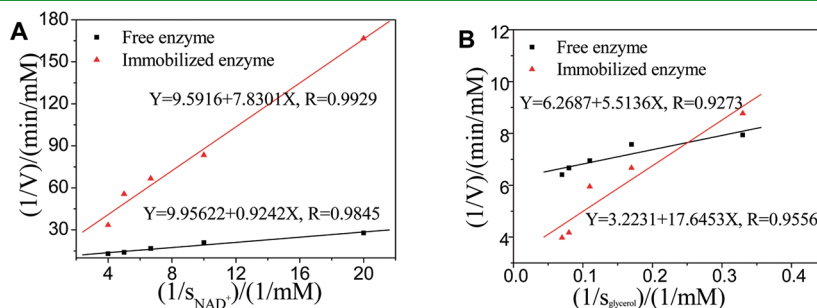 A
Free enzyme
Immobilized enzyme
Y=9.5916+7.8301X, R=0.9929
Y=9.95622+0.9242X, R=0.9845
(1/V)/(min/mM)
180
150
120
90
60
30
4 8 12 16 20
(1/s_NAD⁺)/(1/mM)
B
Free enzyme
Immobilized enzyme
Y=6.2687+5.5136X, R=0.9273
Y=3.2231+17.6453X, R=0.9556
(1/V)/(min/mM)
12
10
8
6
4
0.0 0.1 0.2 0.3 0.4
(1/s_glycerol)/(1/mM)